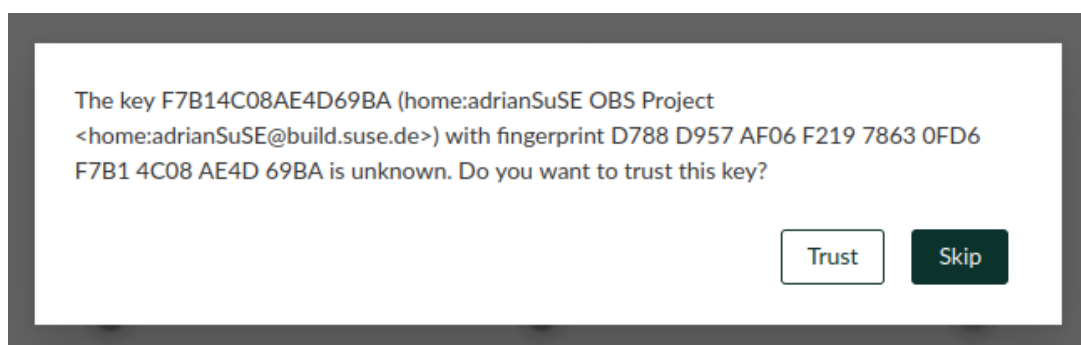 The key F7B14C08AE4D69BA (home:adrianSuSE OBS Project
<home:adrianSuSE@build.suse.de>) with fingerprint D788 D957 AF06 F219 7863 0FD6
F7B1 4C08 AE4D 69BA is unknown. Do you want to trust this key?
Trust
Skip